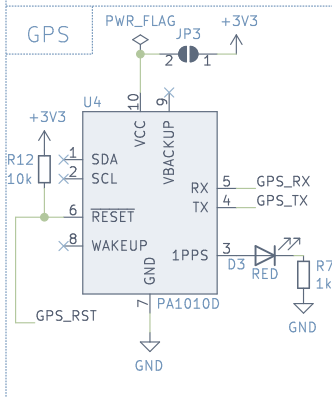 GPS
PWR_FLAG
JP3
+3V3
2
1
U4
10
9
VCC
VBACKUP
+3V3
R12
10k
1
SDA
2
SCL
6
RESET
8
WAKEUP
RX
5
GPS_RX
TX
4
GPS_TX
1PPS
3
D3
RED
R7
1k
GND
7
PA1010D
GPS_RST
GND
GND